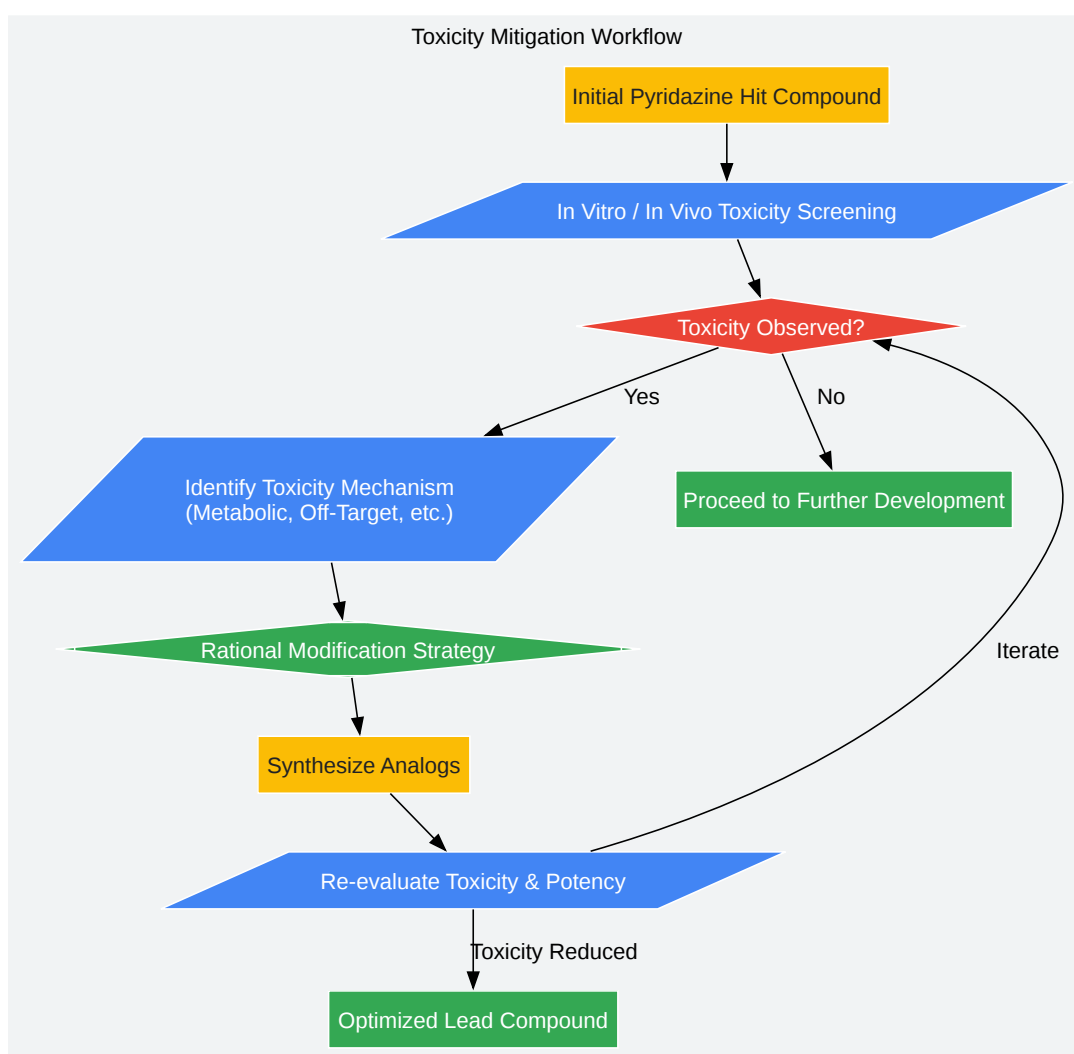 Toxicity Mitigation Workflow
Initial Pyridazine Hit Compound
In Vitro / In Vivo Toxicity Screening
Toxicity Observed?
Yes
No
Identify Toxicity Mechanism
(Metabolic, Off-Target, etc.)
Proceed to Further Development
Rational Modification Strategy
Iterate
Synthesize Analogs
Re-evaluate Toxicity & Potency
Toxicity Reduced
Optimized Lead Compound